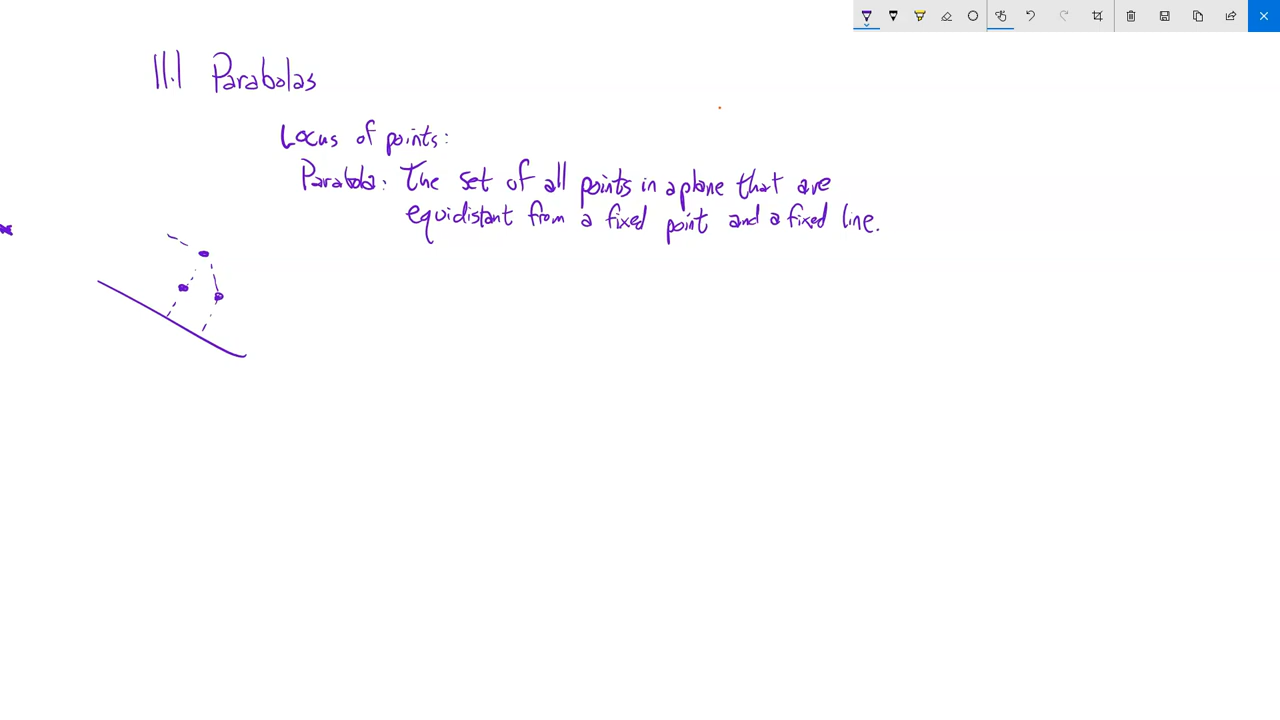 11.1 Parabolas
Locus of points:
Parabola: The set of all points in a plane that are
equidistant from a fixed point and a fixed line.